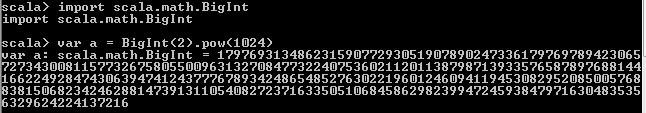 scala> import scala.math.BigInt
import scala.math.BigInt
scala> var a = BigInt(2).pow(1024)
var a: scala.math.BigInt = 17976931348623159077293051907890247336179769789423065
72734300811577326758055009631327084773224075360211201138798713933576587897688144
16622492847430639474124377767893424865485276302219601246094119453082952085005768
83815068234246288147391311054082723716335051068458629823994724593847971630483535
6329624224137216